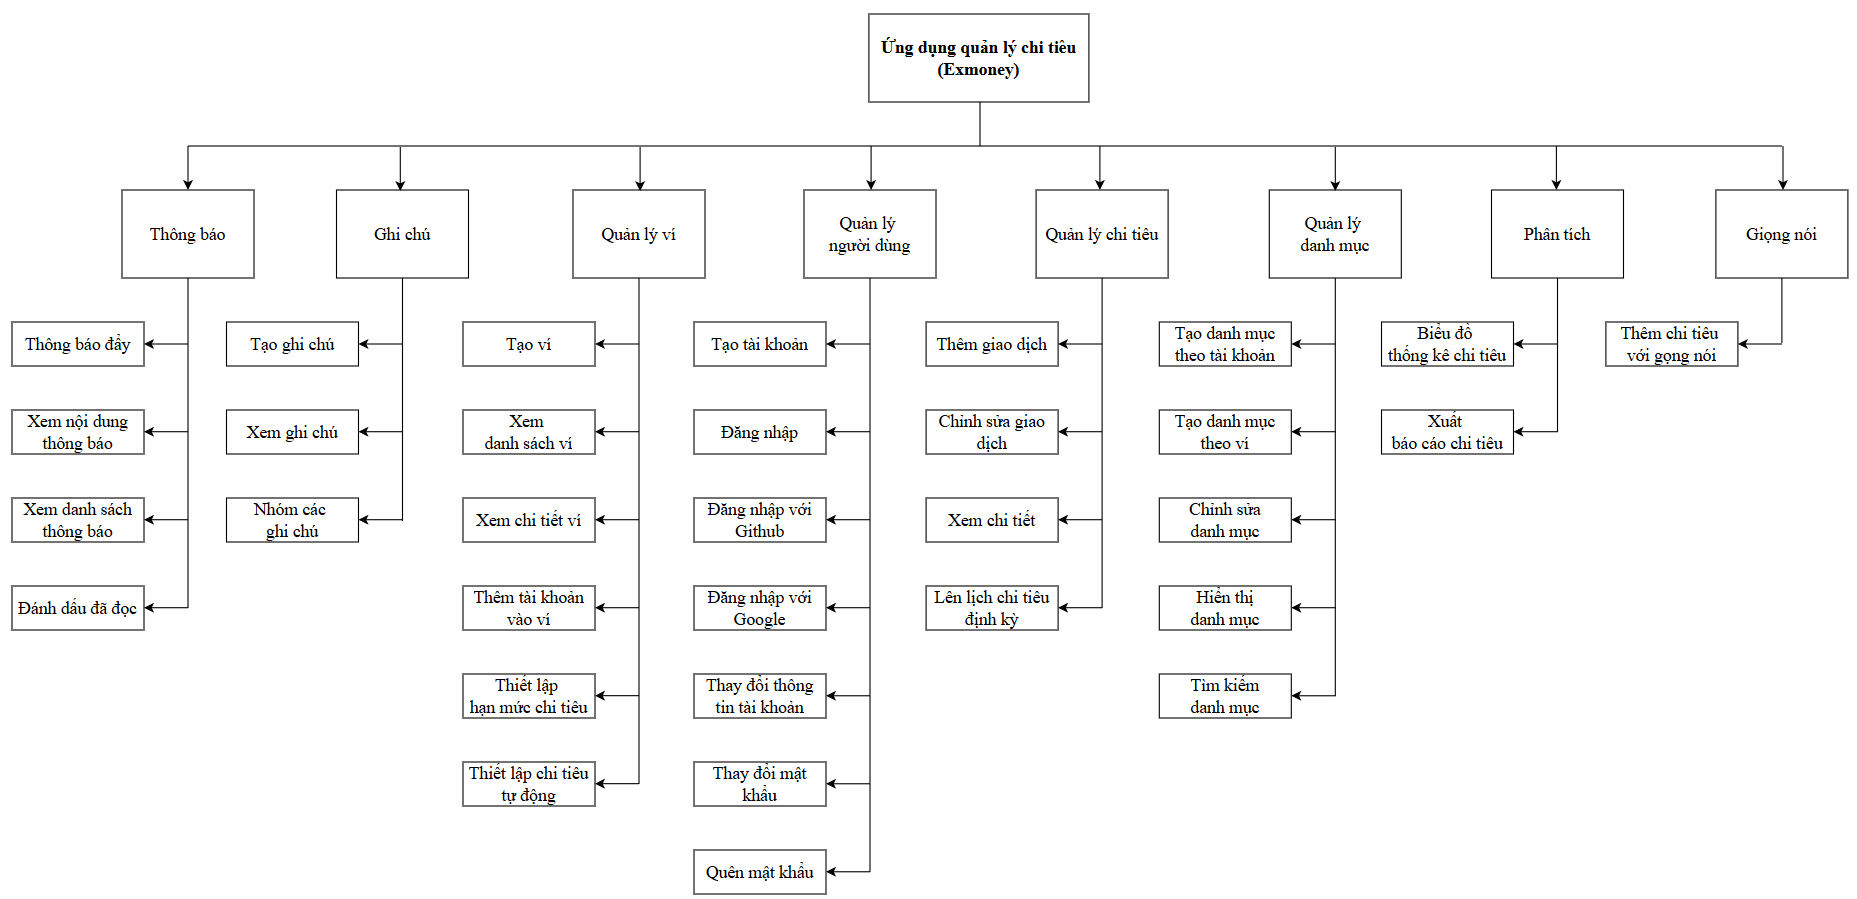 Ứng dụng quản lý chi tiêu
(Exmoney)
Thông báo
Ghi chú
Quản lý ví
Quản lý
người dùng
Quản lý chi tiêu
Quản lý
danh mục
Phân tích
Giọng nói
Thông báo đẩy
Xem nội dung
thông báo
Xem danh sách
thông báo
Đánh dấu đã đọc
Tạo ghi chú
Xem ghi chú
Nhóm các
ghi chú
Tạo ví
Xem
danh sách ví
Xem chi tiết ví
Thêm tài khoản
vào ví
Thiết lập
hạn mức chi tiêu
Thiết lập chi tiêu
tự động
Tạo tài khoản
Đăng nhập
Đăng nhập với
Github
Đăng nhập với
Google
Thay đổi thông
tin tài khoản
Thay đổi mật
khẩu
Quên mật khẩu
Thêm giao dịch
Chỉnh sửa giao
dịch
Xem chi tiết
Lên lịch chi tiêu
định kỳ
Tạo danh mục
theo tài khoản
Tạo danh mục
theo ví
Chỉnh sửa
danh mục
Hiển thị
danh mục
Tìm kiếm
danh mục
Biểu đồ
thống kê chi tiêu
Xuất
báo cáo chi tiêu
Thêm chi tiêu
với gọng nói